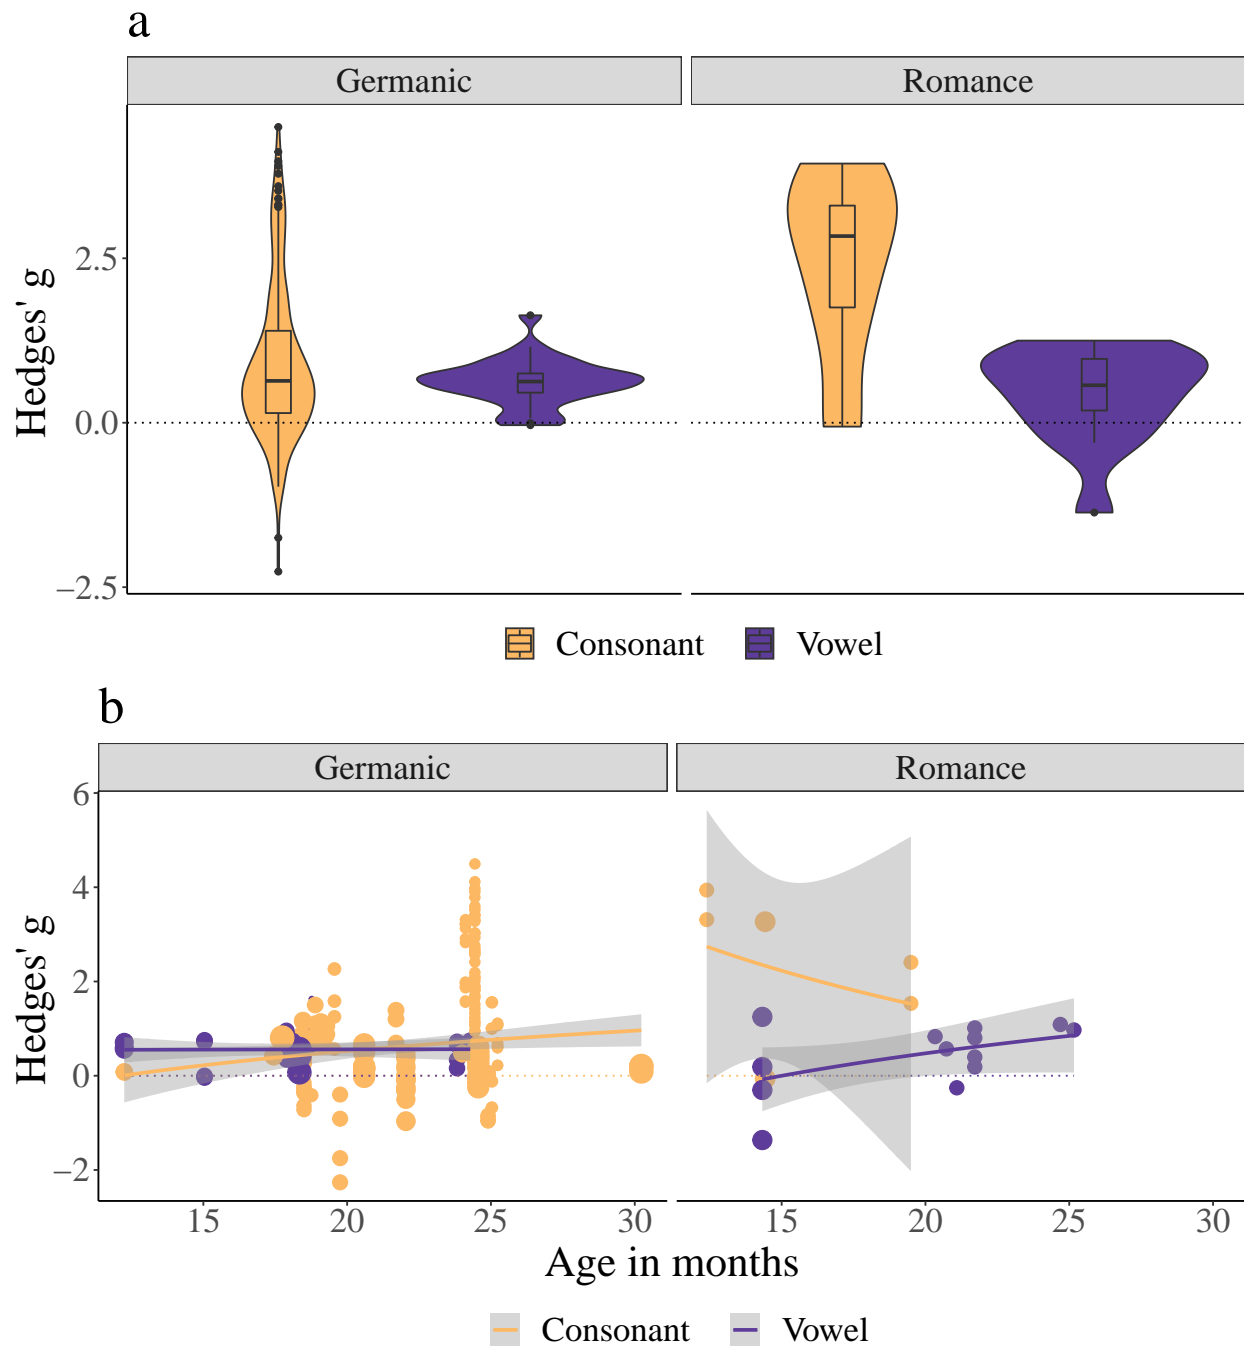 a
Germanic Romance
Hedges' g
2.5
0.0
−2.5
Consonant Vowel
b
Germanic Romance
Hedges' g
6
4
2
0
−2
15 20 25 30 15 20 25 30
Age in months
Consonant Vowel